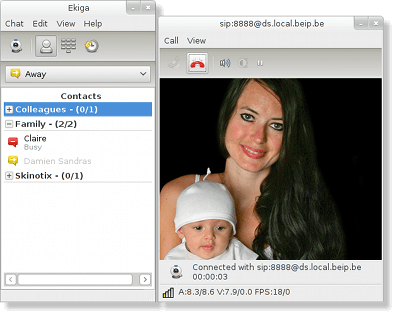 Ekiga
Chat Edit View Help
Away
Contacts
Colleagues - (0/1)
Family - (2/2)
Claire
Busy
Damien Sandras
Skinotix - (0/1)
sip:8888@ds.local.beip.be
Call View
Connected with sip:8888@ds.local.beip.be
00:00:03
A:8.3/8.6 V:7.9/0.0 FPS:18/0